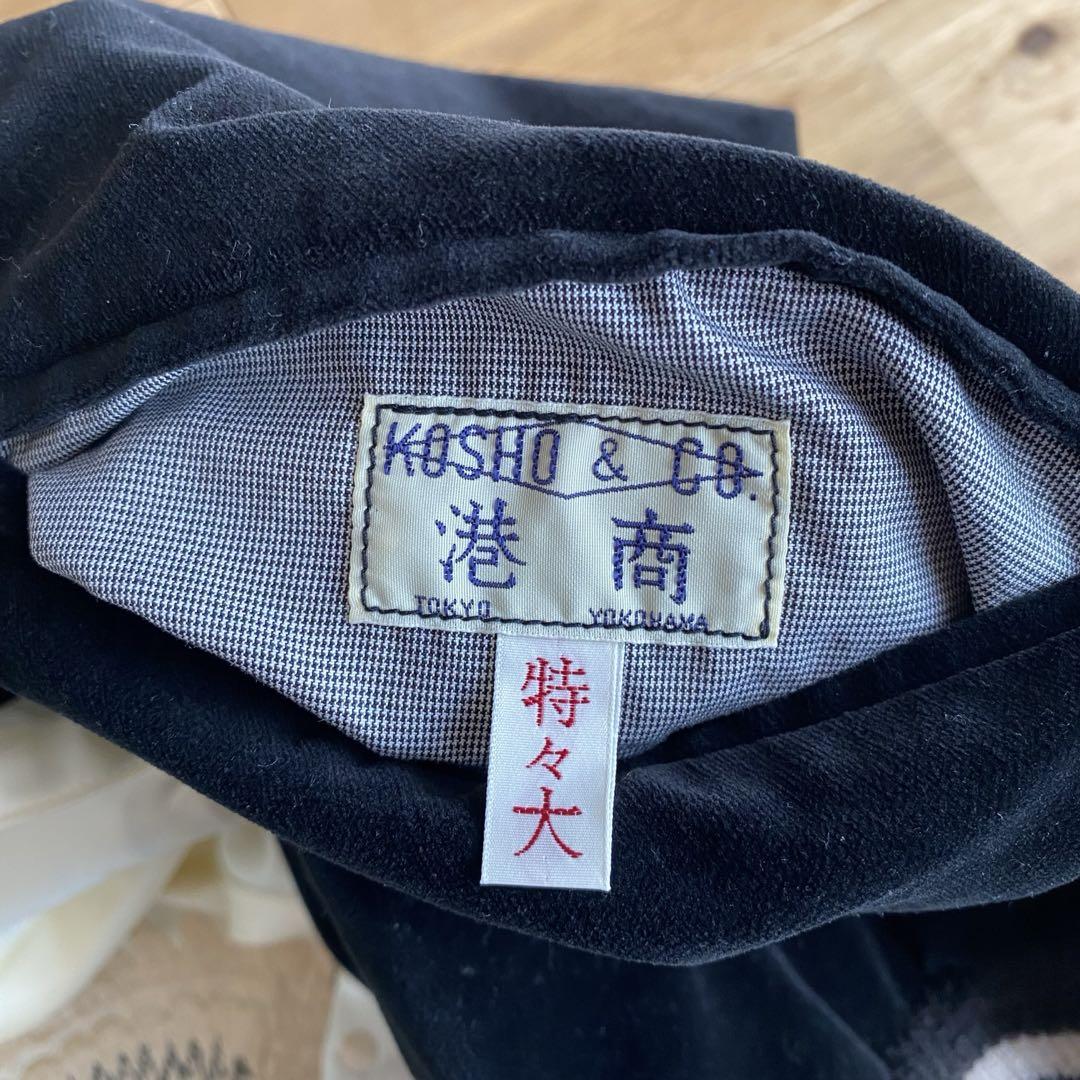 KOSHO & CO.
港商
TOKYO YOKOHAMA
特々大